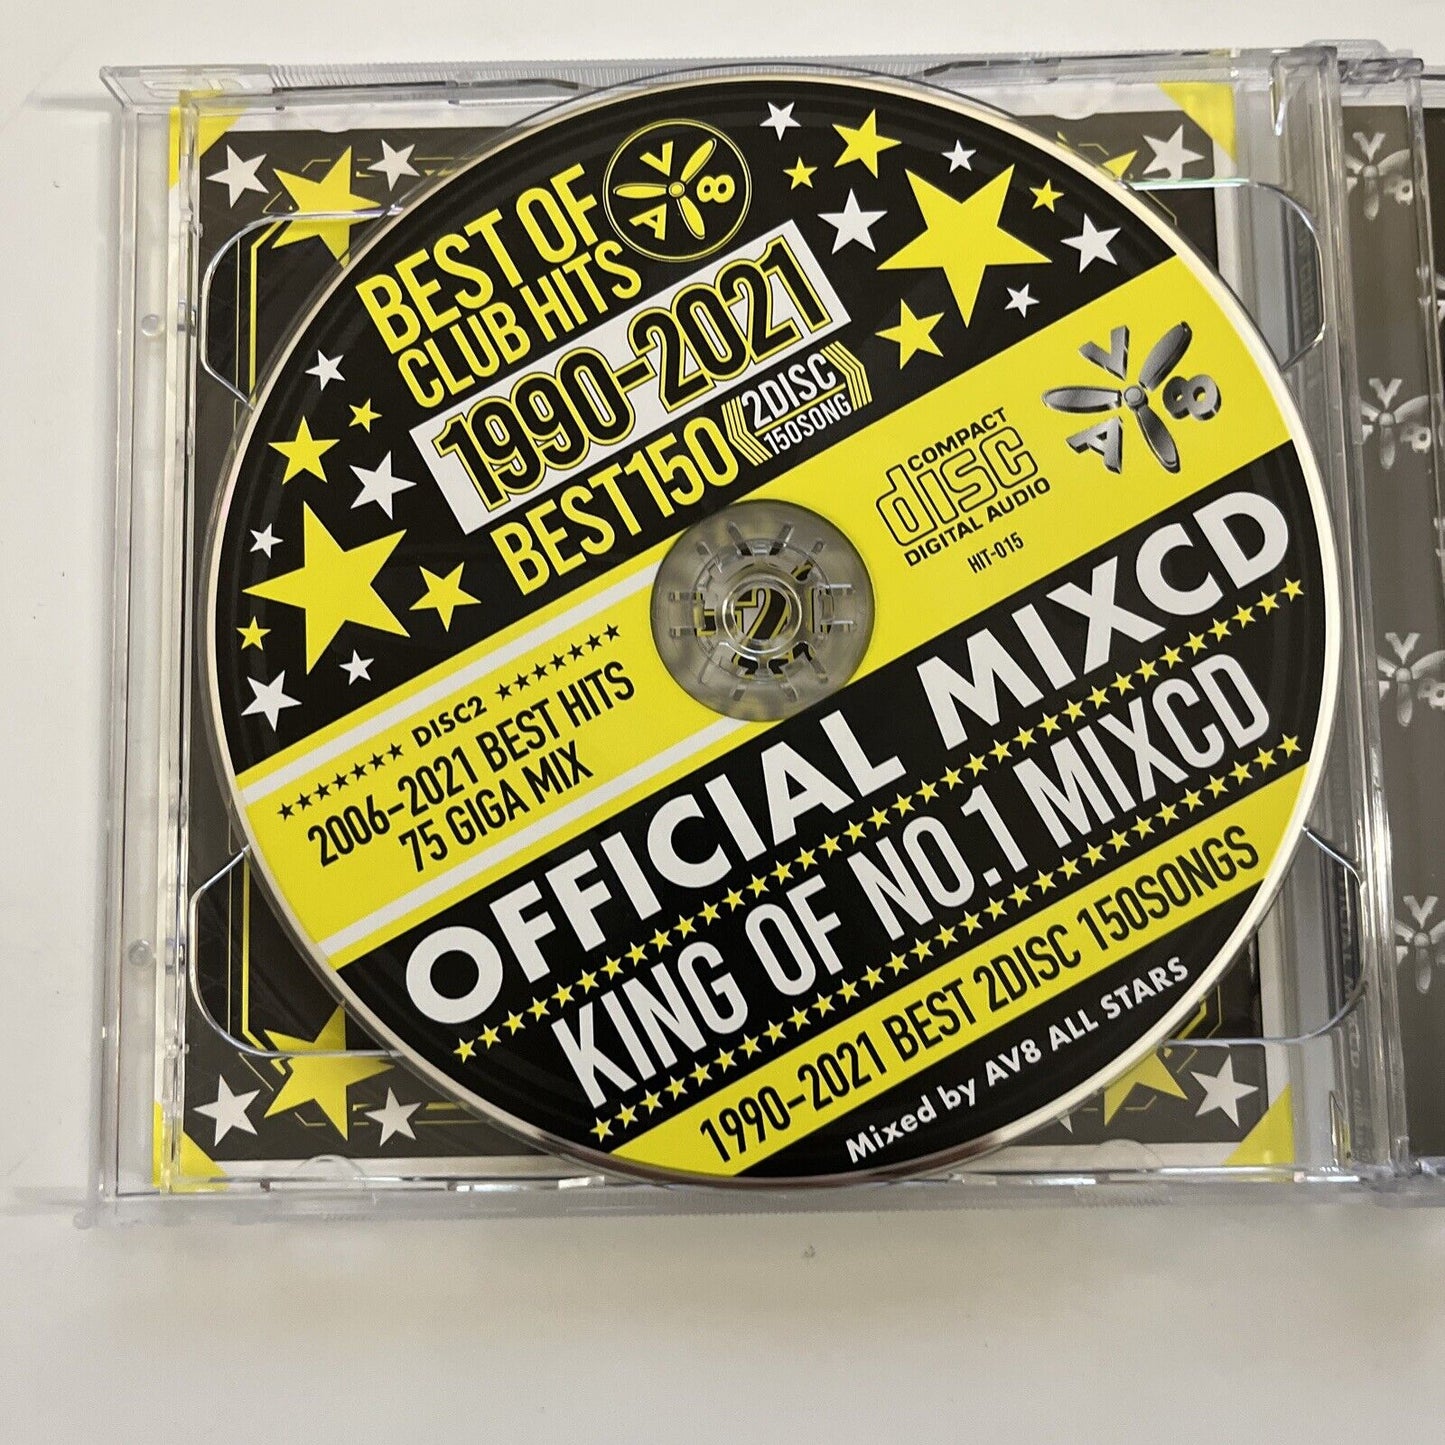 AV8
BEST OF
CLUB HITS
1990-2021
BEST150
2DISC
150SONG
AV8
COMPACT
disc
DIGITAL AUDIO
HIT-015
DISC2
2006-2021 BEST HITS
75 GIGA MIX
OFFICIAL MIXCD
KING OF NO.1 MIXCD
1990-2021 BEST 2DISC 150SONGS
Mixed by AV8 ALL STARS